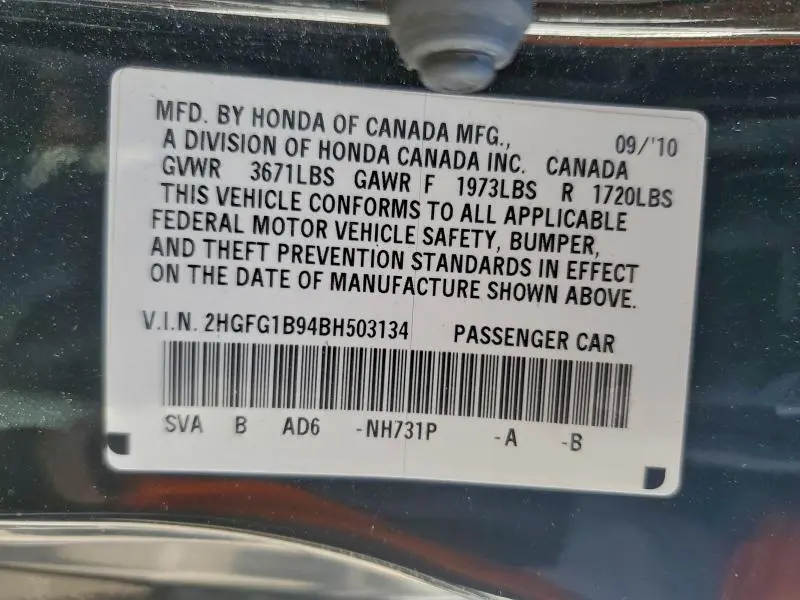 MFD. BY HONDA OF CANADA MFG., 09/'10
A DIVISION OF HONDA CANADA INC. CANADA
GVWR 3671LBS GAWR F 1973LBS R 1720LBS
THIS VEHICLE CONFORMS TO ALL APPLICABLE
FEDERAL MOTOR VEHICLE SAFETY, BUMPER,
AND THEFT PREVENTION STANDARDS IN EFFECT
ON THE DATE OF MANUFACTURE SHOWN ABOVE.
V.I.N. 2HGFG1B94BH503134 PASSENGER CAR
SVA B AD6 -NH731P -A -B